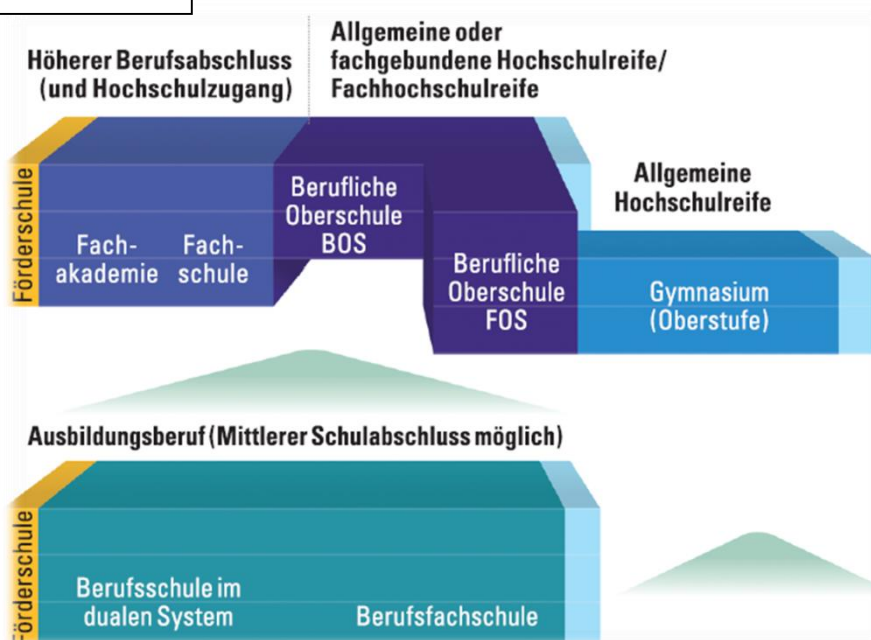 Höherer Berufsabschluss
(und Hochschulzugang)
Allgemeine oder
fachgebundene Hochschulreife/
Fachhochschulreife
Allgemeine
Hochschulreife
Förderschule
Fach-
akademie
Fach-
schule
Berufliche
Oberschule
BOS
Berufliche
Oberschule
FOS
Gymnasium
(Oberstufe)
Ausbildungsberuf (Mittlerer Schulabschluss möglich)
Förderschule
Berufsschule im
dualen System
Berufsfachschule